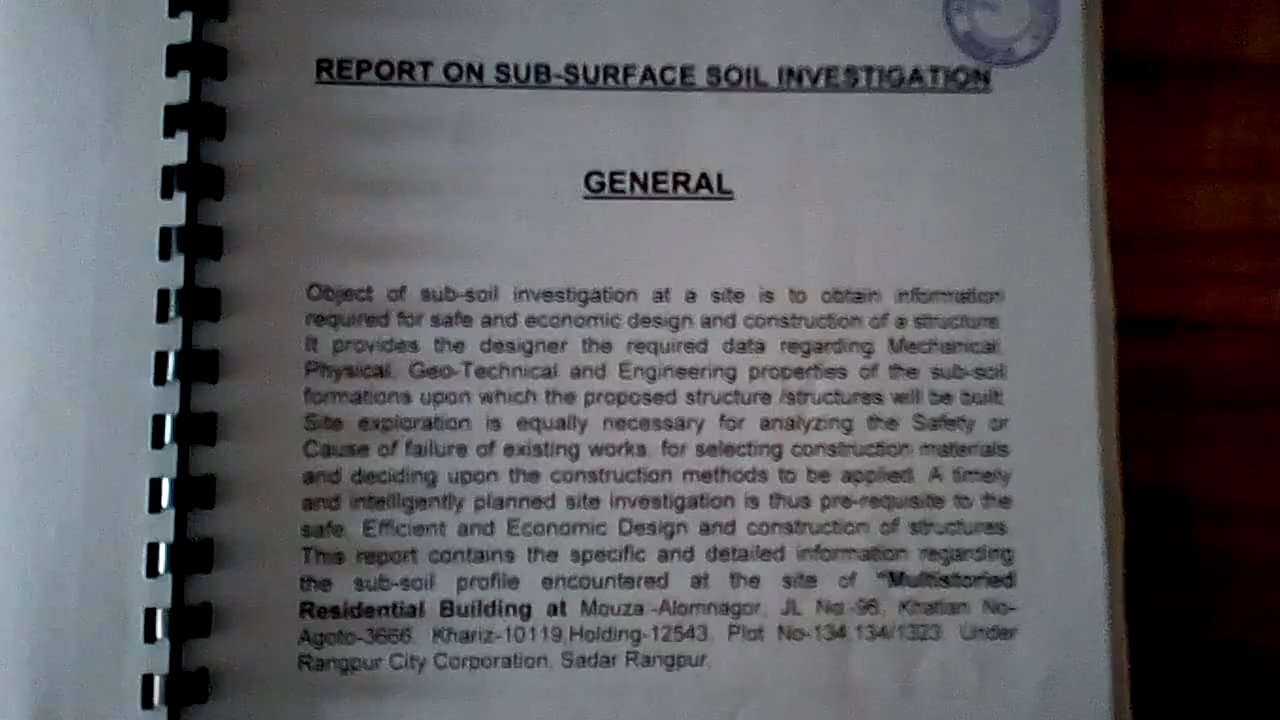 REPORT ON SUB-SURFACE SOIL INVESTIGATION
GENERAL
Object of sub-soil investigation at a site is to obtain information
required for safe and economic design and construction of a structure.
It provides the designer the required data regarding Mechanical,
Physical, Geo-Technical and Engineering properties of the sub-soil
formations upon which the proposed structure /structures will be built.
Site exploration is equally necessary for analyzing the Safety or
Cause of failure of existing works, for selecting construction materials
and deciding upon the construction methods to be applied. A timely
and intelligently planned site investigation is thus pre-requisite to the
safe, Efficient and Economic Design and construction of structures.
This report contains the specific and detailed information regarding
the sub-soil profile encountered at the site of "Multistoried
Residential Building at Mouza-Alomnagor, JL No.-96, Khatian No-
Agoto-3666, Khariz-10119,Holding-12543, Plot No-134,134/1323, Under
Rangpur City Corporation, Sadar Rangpur.